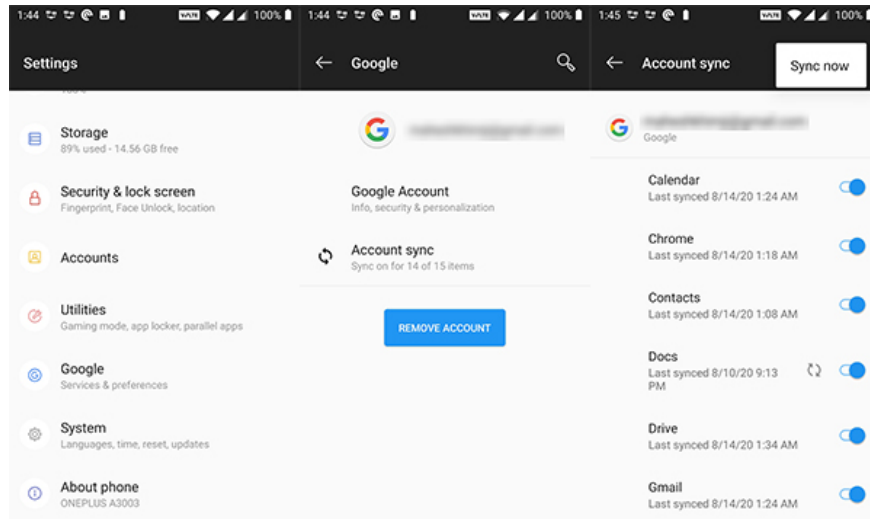 1:44
VoLTE
100%
Settings
Storage
89% used - 14.56 GB free
Security & lock screen
Fingerprint, Face Unlock, location
Accounts
Utilities
Gaming mode, app locker, parallel apps
Google
Services & preferences
System
Languages, time, reset, updates
About phone
ONEPLUS A3003
1:44
VoLTE
100%
Google
Google Account
Info, security & personalization
Account sync
Sync on for 14 of 15 items
REMOVE ACCOUNT
1:45
VoLTE
100%
Account sync
Sync now
Google
Calendar
Last synced 8/14/20 1:24 AM
Chrome
Last synced 8/14/20 1:18 AM
Contacts
Last synced 8/14/20 1:08 AM
Docs
Last synced 8/10/20 9:13
PM
Drive
Last synced 8/14/20 1:34 AM
Gmail
Last synced 8/14/20 1:24 AM